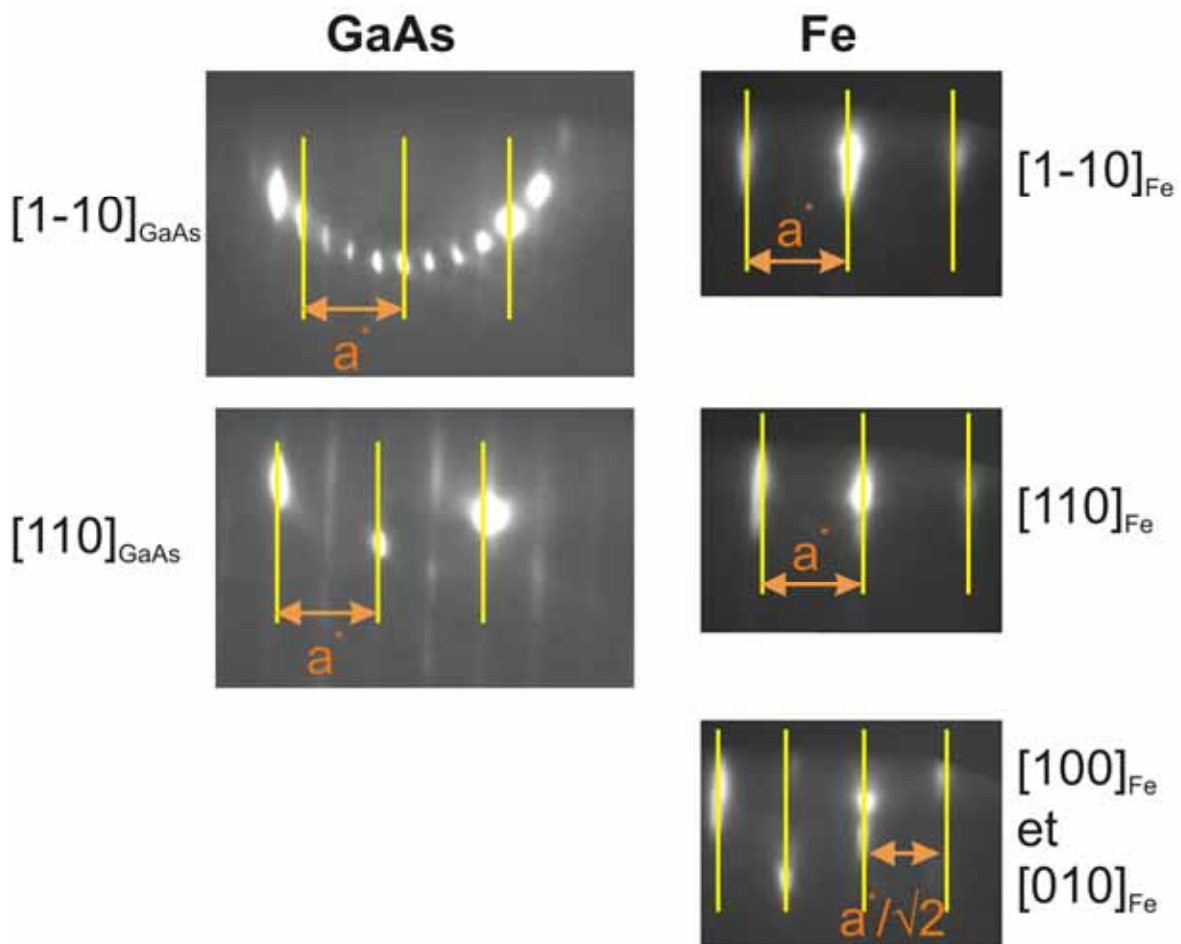 GaAs
Fe
[1-10]GaAs
a*
[1-10]Fe
a*
[110]GaAs
a*
[110]Fe
a*
[100]Fe
et
[010]Fe
a*/√2